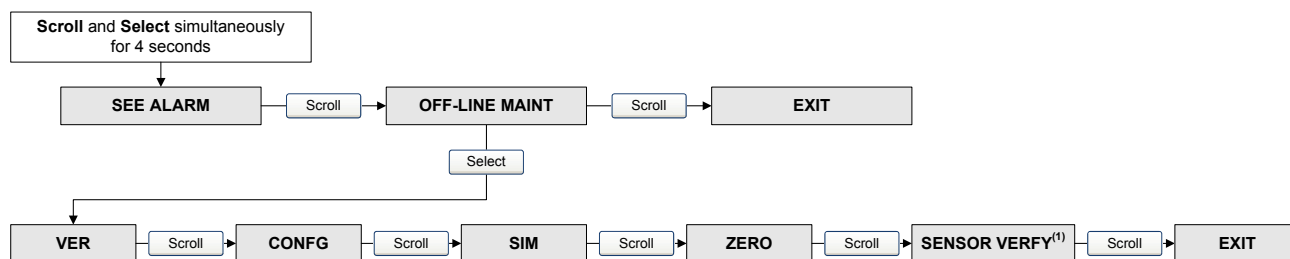 Scroll and Select simultaneously
for 4 seconds
SEE ALARM Scroll OFF-LINE MAINT Scroll EXIT
Select
VER Scroll CONFG Scroll SIM Scroll ZERO Scroll SENSOR VERFY(1) Scroll EXIT